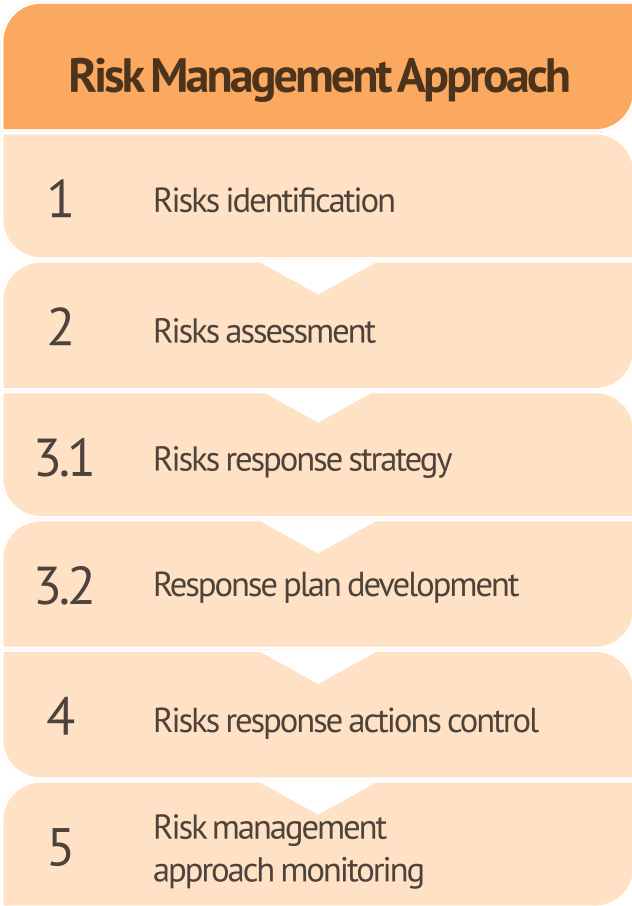 Risk Management Approach
1 Risks identification
2 Risks assessment
3.1 Risks response strategy
3.2 Response plan development
4 Risks response actions control
5 Risk management
approach monitoring